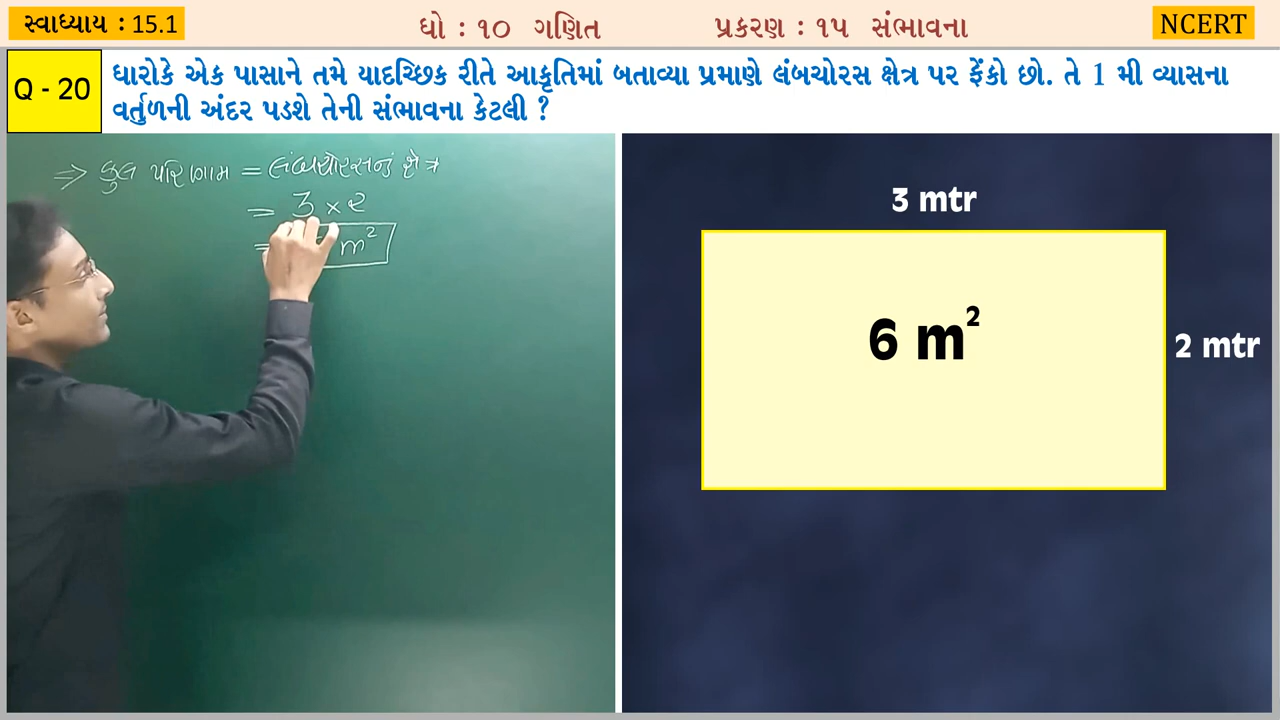 સ્વાધ્યાય : 15.1
ધો : ૧૦ ગણિત
પ્રકરણ : ૧૫ સંભાવના
NCERT
Q - 20
ધારોકે એક પાસાને તમે યાદચ્છિક રીતે આકૃતિમાં બતાવ્યા પ્રમાણે લંબચોરસ ક્ષેત્ર પર ફેંકો છો. તે 1 મી વ્યાસના
વર્તુળની અંદર પડશે તેની સંભાવના કેટલી ?
⇒ કુલ પરિણામ = લંબચોરસનું ક્ષેત્ર
= 3 × ૨
= m²
3 mtr
6 m²
2 mtr